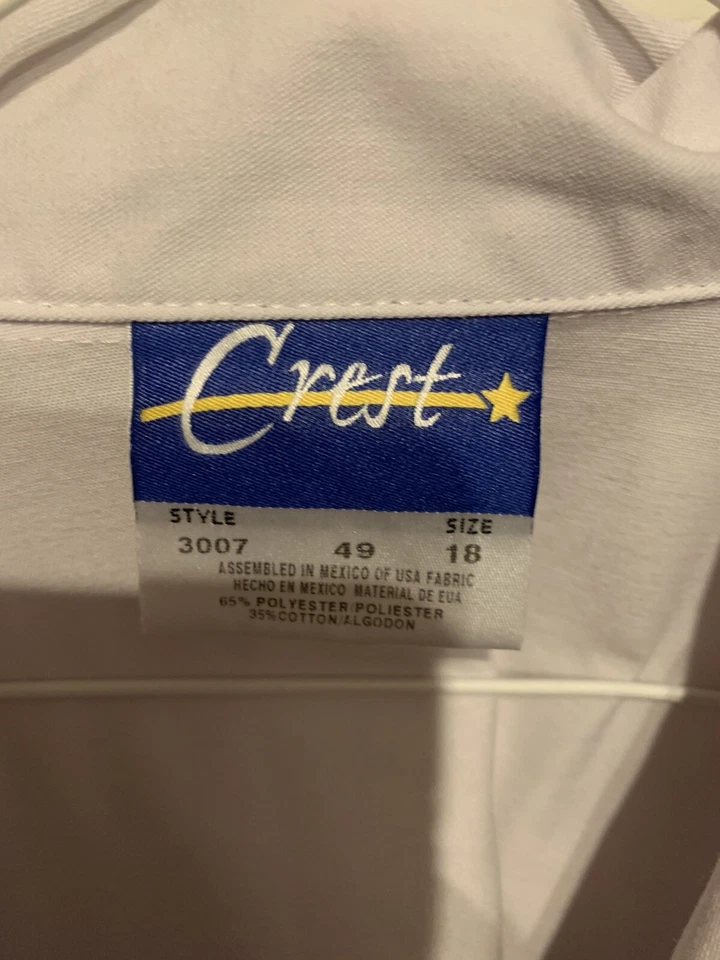 Crest
STYLE SIZE
3007 49 18
ASSEMBLED IN MEXICO OF USA FABRIC
HECHO EN MEXICO MATERIAL DE EUA
65% POLYESTER/POLIESTER
35%COTTON/ALGODON